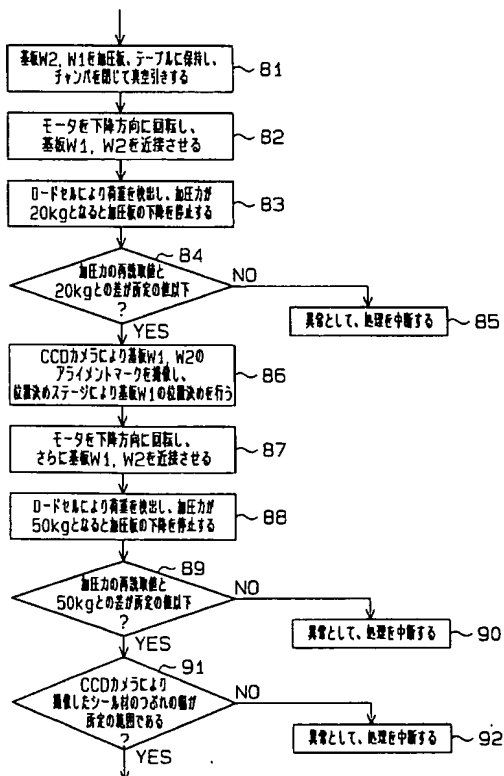 基板W2, W1を加圧板、テーブルに保持し、
チャンバを閉じて真空引きする
81
モータを下降方向に回転し、
基板W1, W2を近接させる
82
ロードセルにより荷重を検出し、加圧力が
20kgとなると加圧板の下降を停止する
83
84
加圧力の再読取値と
20kgとの差が所定の値以下
?
NO
YES
異常として、処理を中断する
85
CCDカメラにより基板W1, W2の
アライメントマークを撮像し、
位置決めステージにより基板W1の位置決めを行う
86
モータを下降方向に回転し、
さらに基板W1, W2を近接させる
87
ロードセルにより荷重を検出し、加圧力が
50kgとなると加圧板の下降を停止する
88
89
加圧力の再読取値と
50kgとの差が所定の値以下
?
NO
YES
異常として、処理を中断する
90
91
CCDカメラにより
撮像したシール材のつぶれの幅が
所定の範囲である
?
NO
YES
異常として、処理を中断する
92